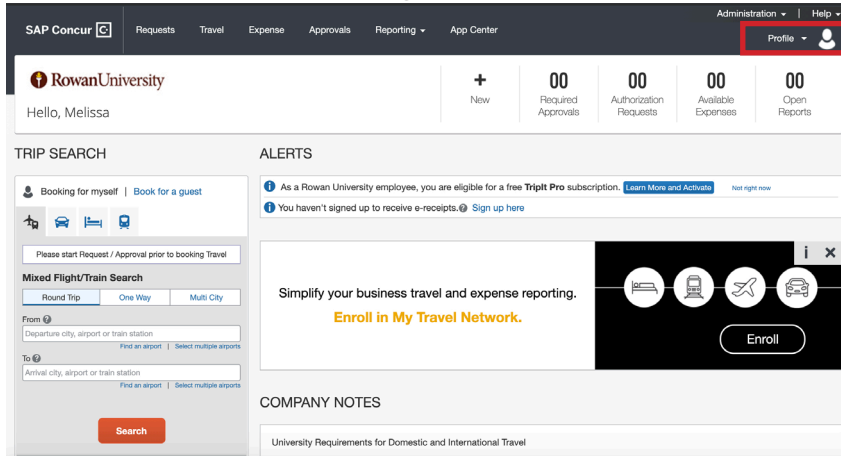 Administration | Help
SAP Concur C Requests Travel Expense Approvals Reporting App Center
Profile
RowanUniversity
Hello, Melissa
+ 00 00 00 00
New Required Authorization Available Open
Approvals Requests Expenses Reports
TRIP SEARCH
Booking for myself | Book for a guest
Please start Request / Approval prior to booking Travel
Mixed Flight/Train Search
Round Trip One Way Multi City
From ?
Departure city, airport or train station
Find an airport | Select multiple airports
To ?
Arrival city, airport or train station
Find an airport | Select multiple airports
Search
ALERTS
As a Rowan University employee, you are eligible for a free TripIt Pro subscription. Learn More and Activate Not right now
You haven't signed up to receive e-receipts. ? Sign up here
Simplify your business travel and expense reporting.
Enroll in My Travel Network.
i ×
Enroll
COMPANY NOTES
University Requirements for Domestic and International Travel